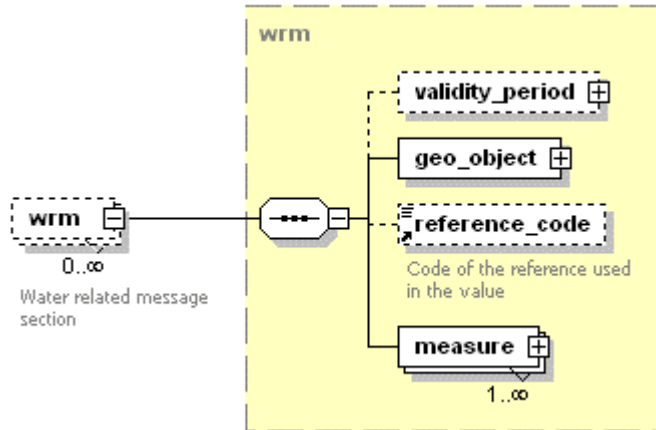 wrm
validity_period
geo_object
wrm
0..∞
Water related message
section
reference_code
Code of the reference used
in the value
measure
1..∞